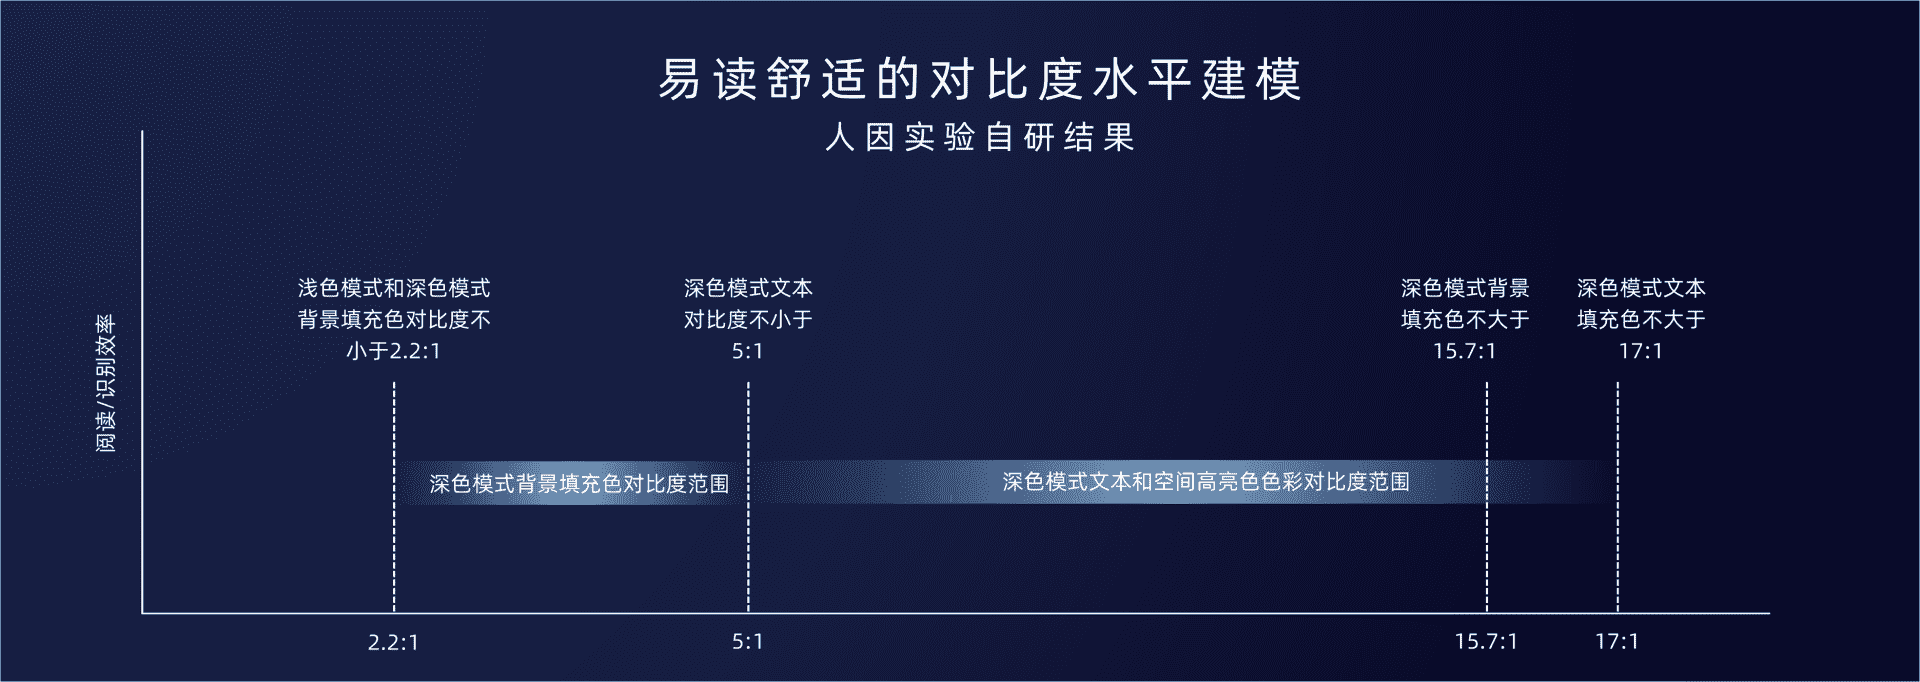 易读舒适的对比度水平建模
人因实验自研结果
阅读/识别效率
浅色模式和深色模式
背景填充色对比度不
小于2.2:1
深色模式文本
对比度不小于
5:1
深色模式背景
填充色不大于
15.7:1
深色模式文本
填充色不大于
17:1
深色模式背景填充色对比度范围
深色模式文本和空间高亮色色彩对比度范围
2.2:1
5:1
15.7:1
17:1